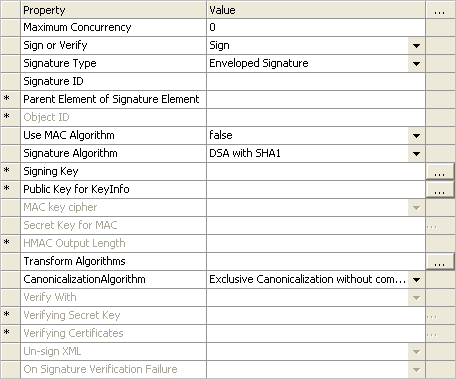 Property Value ...
Maximum Concurrency 0
Sign or Verify Sign
Signature Type Enveloped Signature
Signature ID
* Parent Element of Signature Element
* Object ID
Use MAC Algorithm false
Signature Algorithm DSA with SHA1
* Signing Key ...
* Public Key for KeyInfo ...
MAC key cipher
Secret Key for MAC ...
* HMAC Output Length
Transform Algorithms ...
CanonicalizationAlgorithm Exclusive Canonicalization without com...
Verify With
* Verifying Secret Key ...
* Verifying Certificates ...
Un-sign XML
On Signature Verification Failure